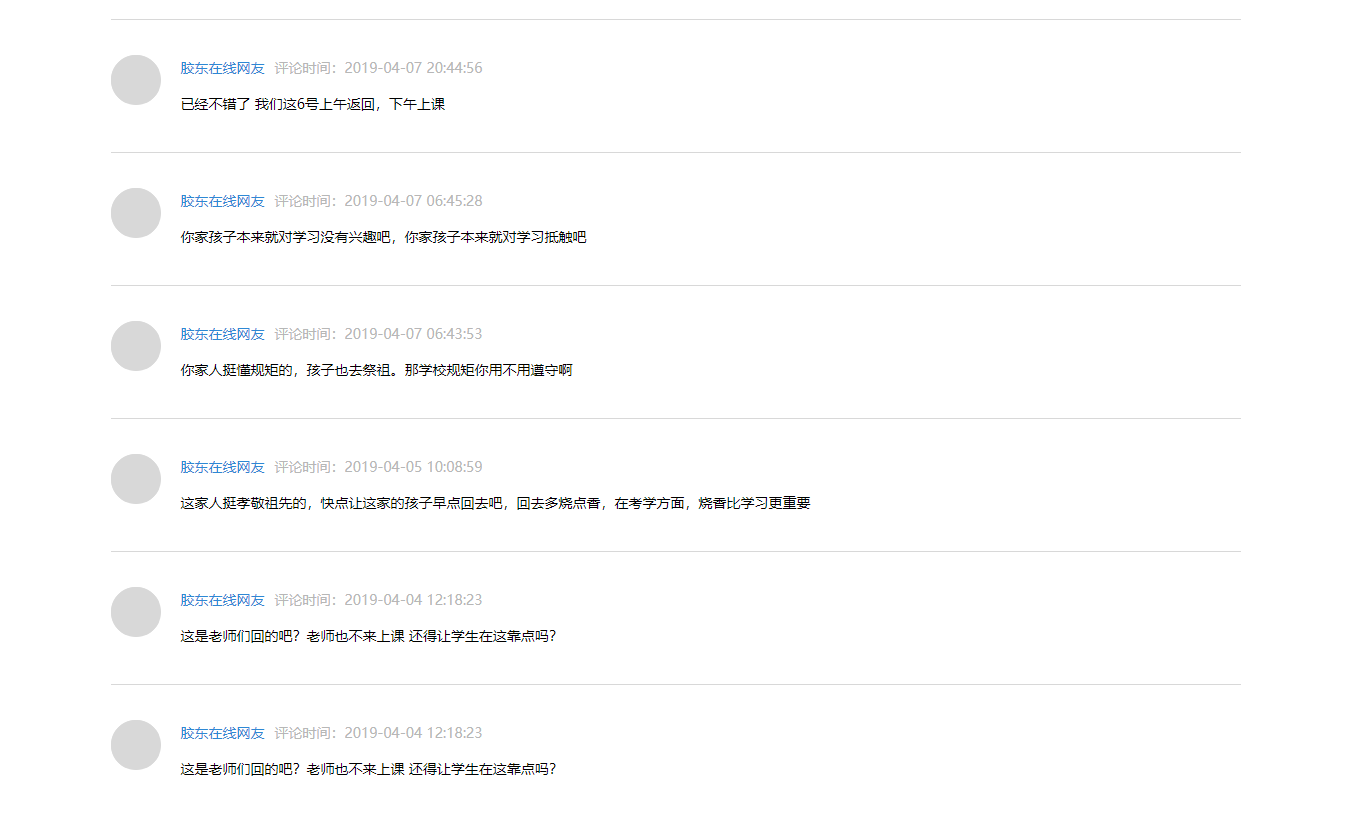 胶东在线网友 评论时间：2019-04-07 20:44:56
已经不错了 我们这6号上午返回，下午上课
胶东在线网友 评论时间：2019-04-07 06:45:28
你家孩子本来就对学习没有兴趣吧，你家孩子本来就对学习抵触吧
胶东在线网友 评论时间：2019-04-07 06:43:53
你家人挺懂规矩的，孩子也去祭祖。那学校规矩你用不用遵守啊
胶东在线网友 评论时间：2019-04-05 10:08:59
这家人挺孝敬祖先的，快点让这家的孩子早点回去吧，回去多烧点香，在考学方面，烧香比学习更重要
胶东在线网友 评论时间：2019-04-04 12:18:23
这是老师们回的吧？老师也不来上课 还得让学生在这靠点吗？
胶东在线网友 评论时间：2019-04-04 12:18:23
这是老师们回的吧？老师也不来上课 还得让学生在这靠点吗？